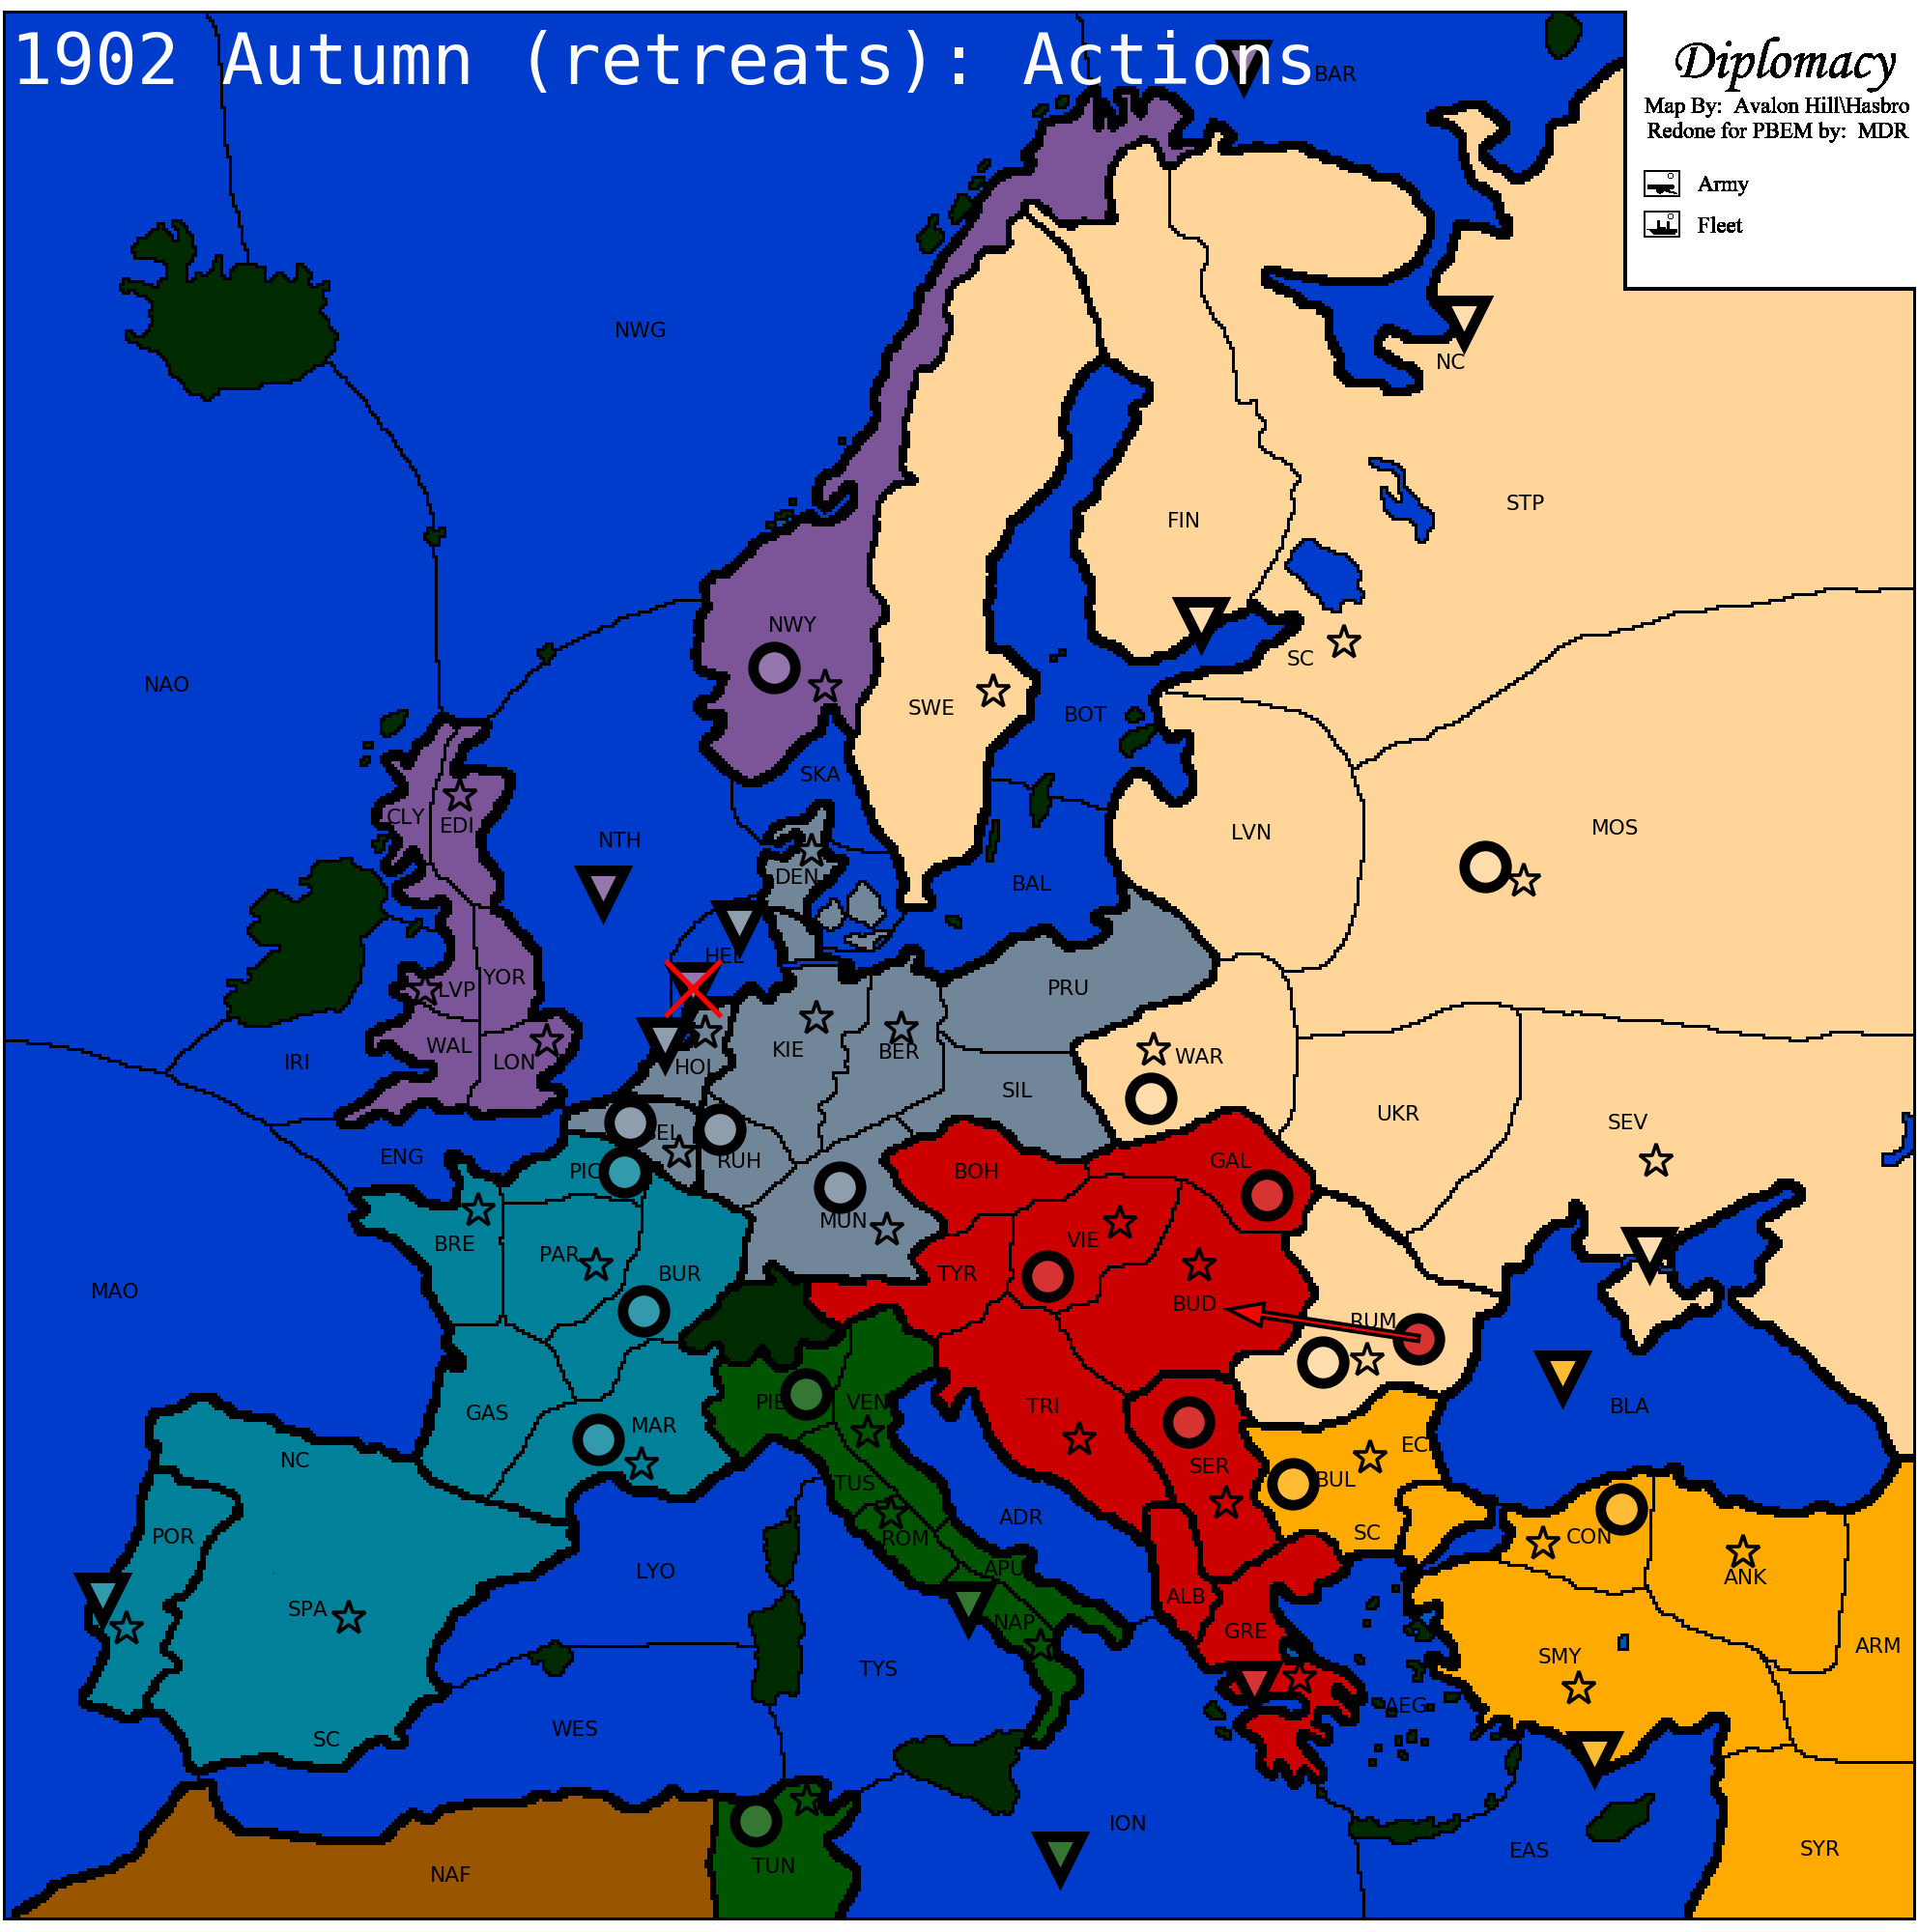 1902 Autumn (retreats): Actions
Diplomacy
Map By: Avalon Hill\Hasbro
Redone for PBEM by: MDR
Army
Fleet
BAR
NWG
NC
STP
FIN
NWY
SC
NAO
SWE
BOT
SKA
CLY
EDI
NTH
LVN
MOS
DEN
BAL
HEL
YOR
LVP
PRU
WAL
LON
IRI
KIE
BER
WAR
HOL
SIL
UKR
SEV
ENG
PIC
BEL
RUH
BOH
GAL
MUN
BRE
PAR
BUR
VIE
TYR
MAO
BUD
RUM
PIE
VEN
TRI
BLA
GAS
MAR
NC
SER
EC
BUL
TUS
POR
ROM
ADR
SC
CON
LYO
APU
ANK
SPA
NAP
ALB
GRE
ARM
SMY
TYS
AEG
WES
SC
ION
EAS
SYR
NAF
TUN